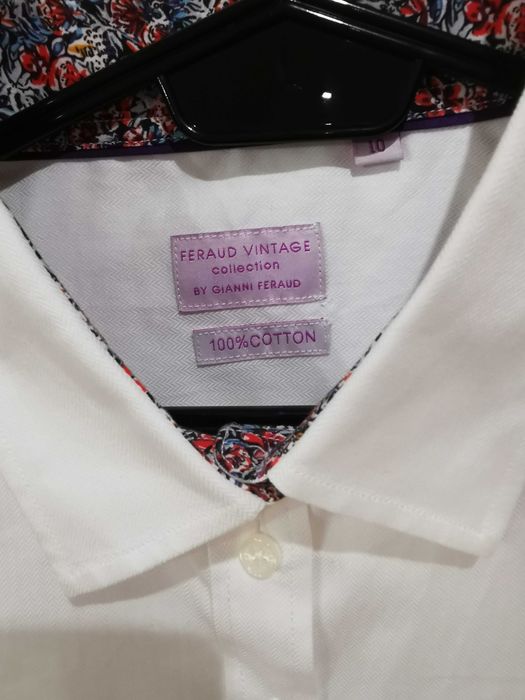 10
FERAUD VINTAGE
collection
BY GIANNI FERAUD
100%COTTON